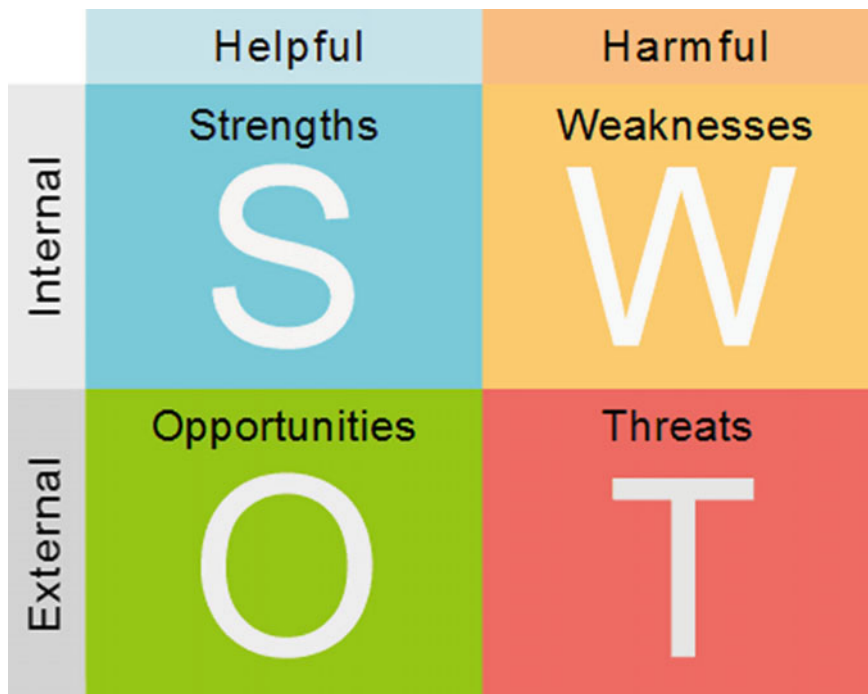 Helpful
Harmful
Internal
Strengths
S
Weaknesses
W
External
Opportunities
O
Threats
T